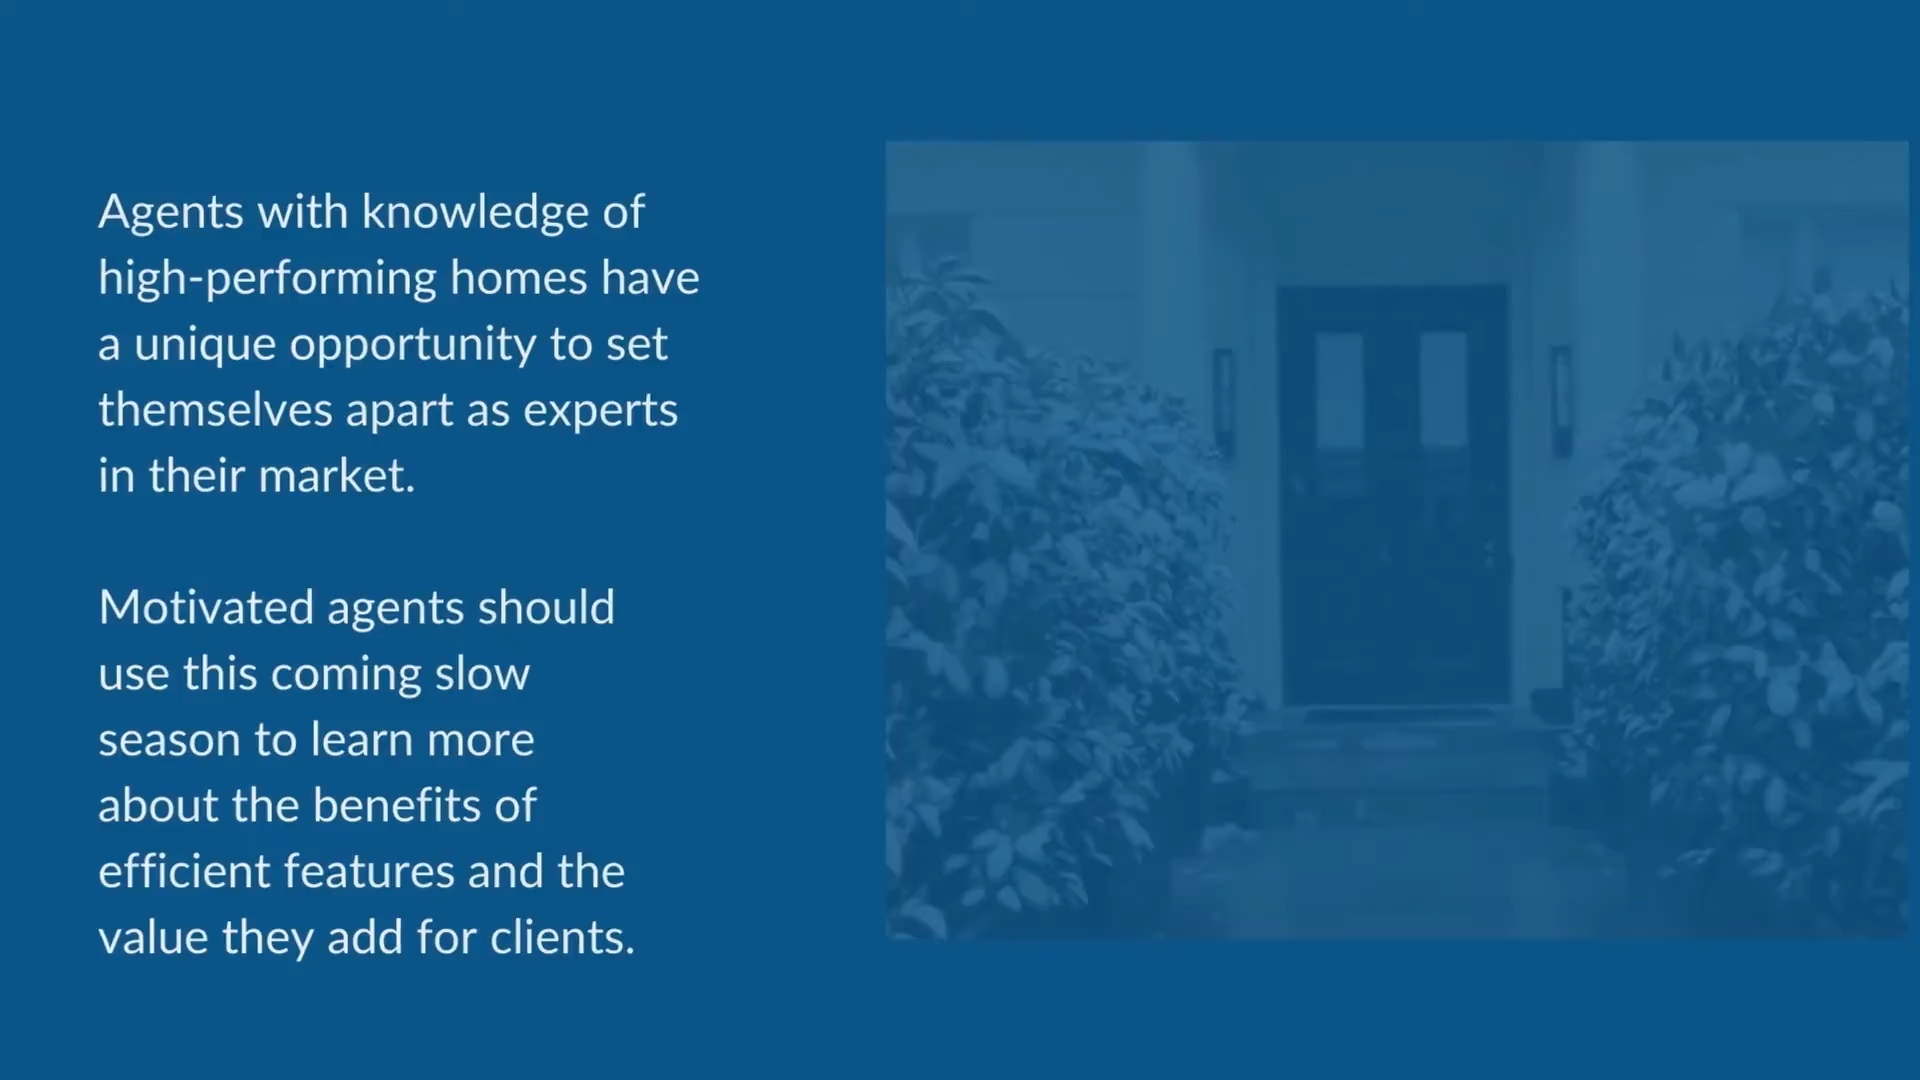 Agents with knowledge of
high-performing homes have
a unique opportunity to set
themselves apart as experts
in their market.
Motivated agents should
use this coming slow
season to learn more
about the benefits of
efficient features and the
value they add for clients.